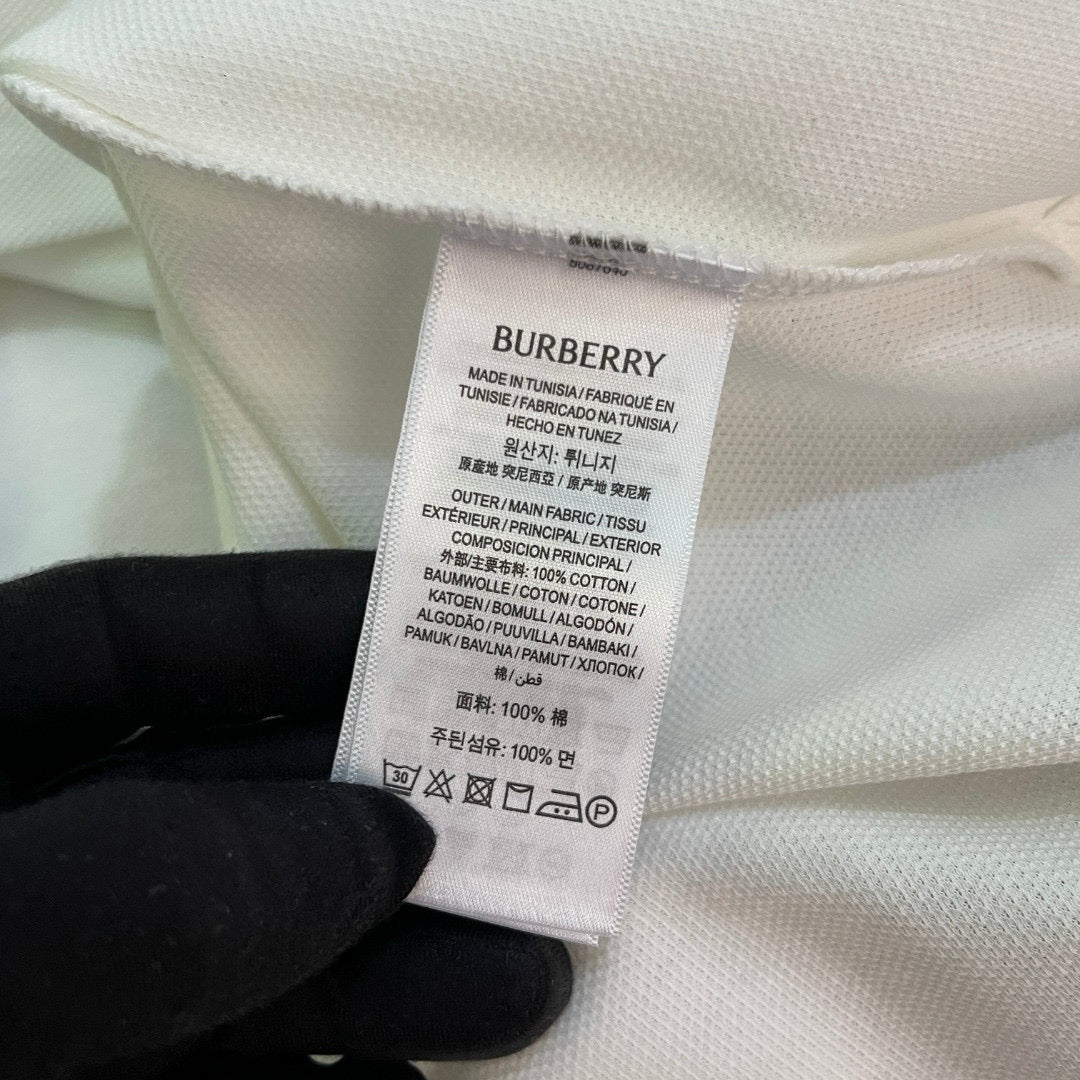 BURBERRY
MADE IN TUNISIA / FABRIQUÉ EN
TUNISIE / FABRICADO NA TUNISIA /
HECHO EN TUNEZ
원산지: 튀니지
原產地 突尼西亞 / 原产地 突尼斯
OUTER / MAIN FABRIC / TISSU
EXTÉRIEUR / PRINCIPAL / EXTERIOR
COMPOSICION PRINCIPAL /
外部/主要布料: 100% COTTON /
BAUMWOLLE / COTON / COTONE /
KATOEN / BOMULL / ALGODÓN /
ALGODÃO / PUUVILLA / BAMBAKI /
PAMUK / BAVLNA / PAMUT / ХЛОПОК /
棉 / قطن
面料: 100% 棉
주된섬유: 100% 면
30 P